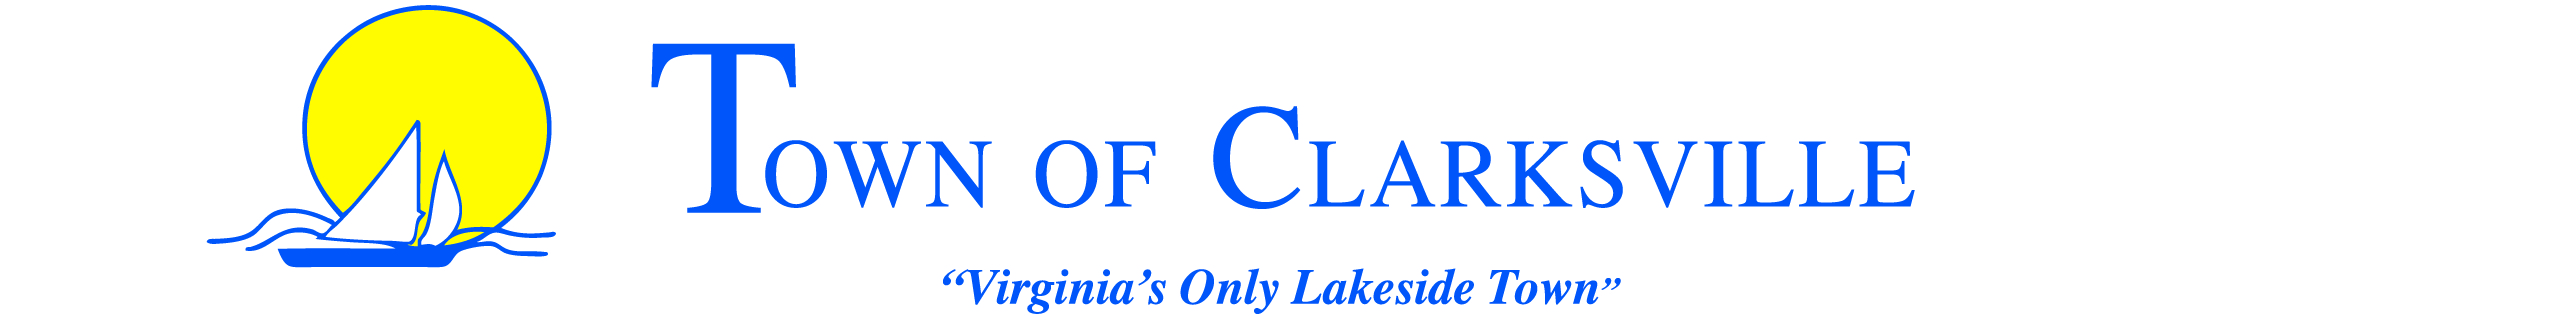 Town of Clarksville
“Virginia’s Only Lakeside Town”